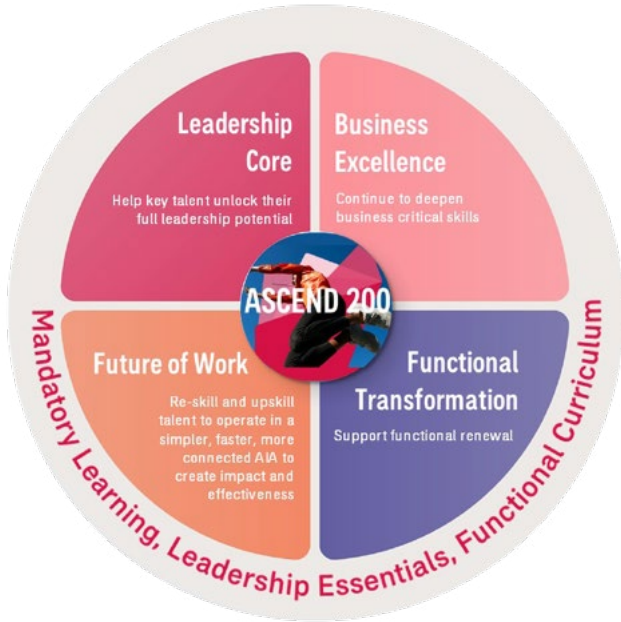 Leadership
Core
Help key talent unlock their
full leadership potential
Business
Excellence
Continue to deepen
business critical skills
ASCEND 200
Future of Work
Re-skill and upskill
talent to operate in a
simpler, faster, more
connected AIA to
create impact and
effectiveness
Functional
Transformation
Support functional renewal
Mandatory Learning, Leadership Essentials, Functional Curriculum